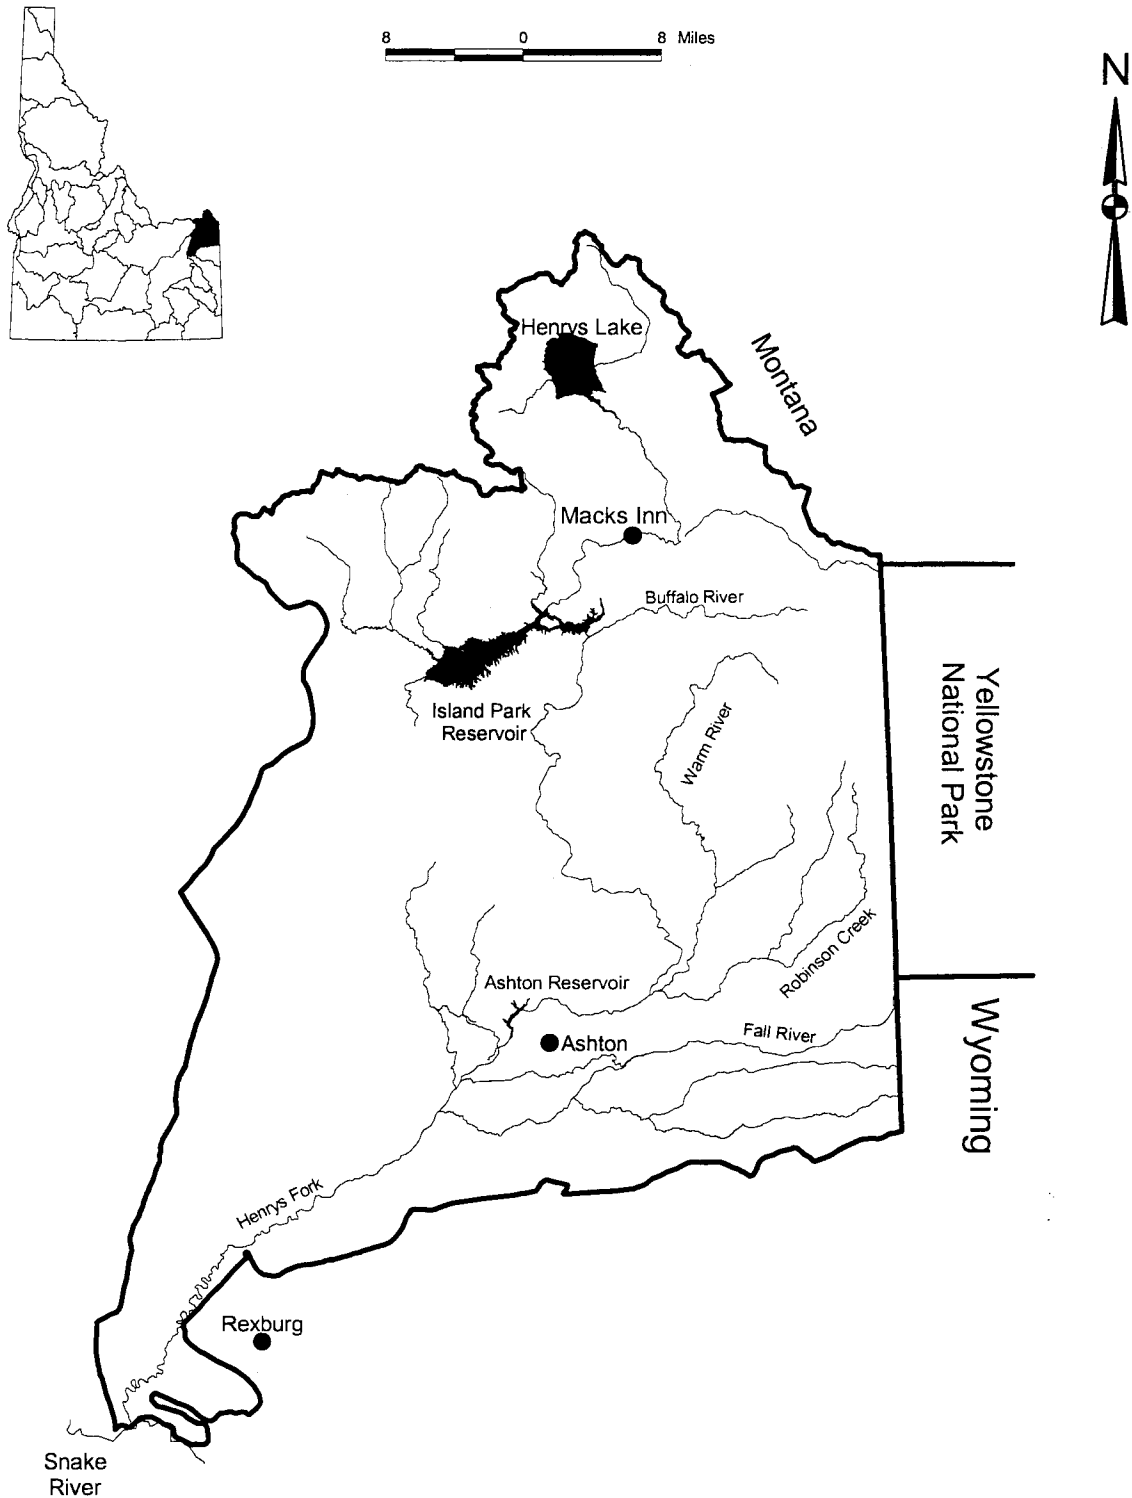 8 0 8 Miles
N
Henrys Lake
Montana
Macks Inn
Buffalo River
Island Park
Reservoir
Warm River
Yellowstone
National Park
Robinson Creek
Ashton Reservoir
Ashton
Fall River
Wyoming
Henrys Fork
Rexburg
Snake
River